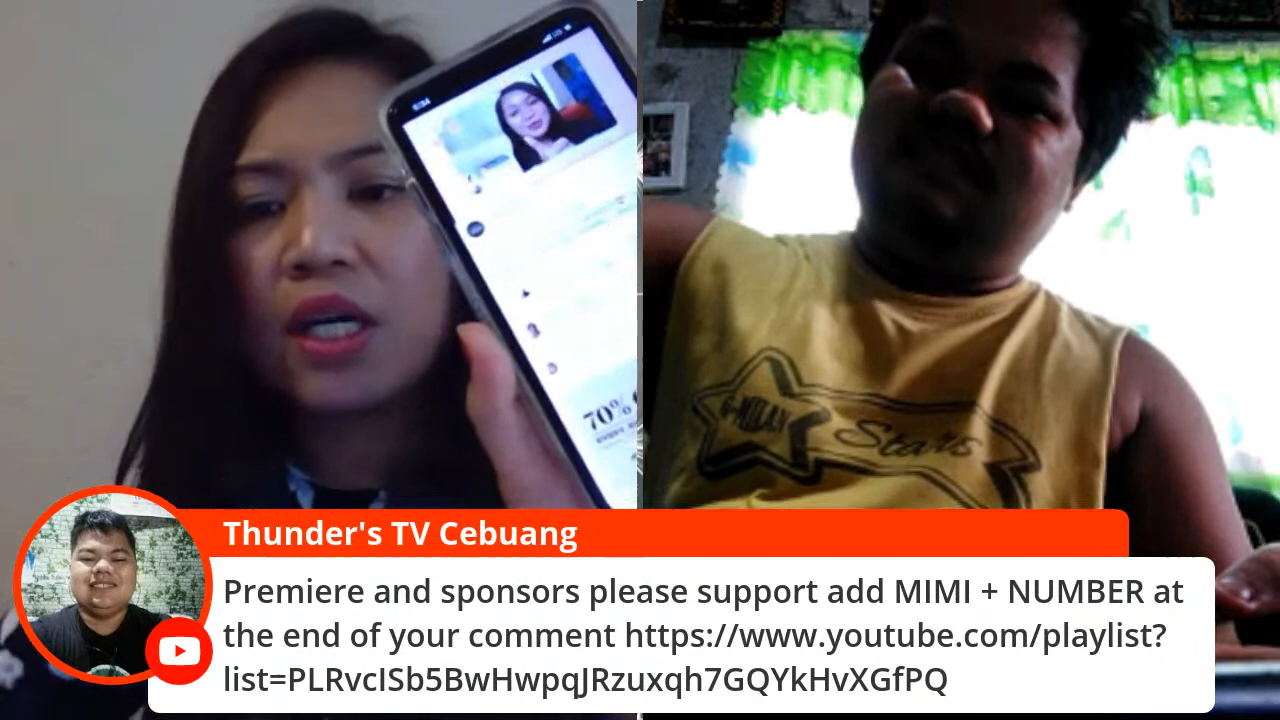 70%
Stars
Thunder's TV Cebuang
Premiere and sponsors please support add MIMI + NUMBER at
the end of your comment https://www.youtube.com/playlist?
list=PLRvcISb5BwHwpqJRzuxqh7GQYkHvXGfPQ